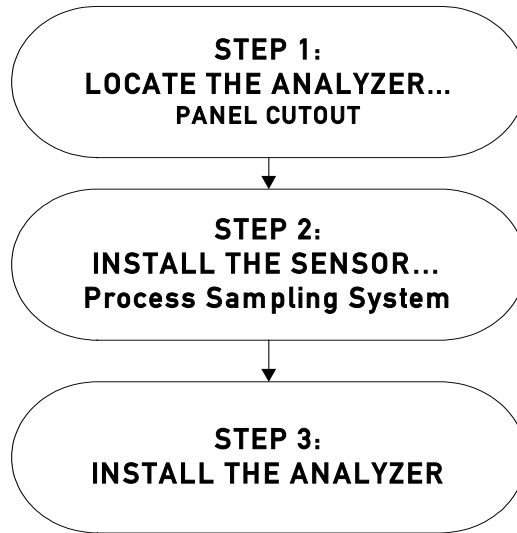 STEP 1:
LOCATE THE ANALYZER...
PANEL CUTOUT
STEP 2:
INSTALL THE SENSOR...
Process Sampling System
STEP 3:
INSTALL THE ANALYZER